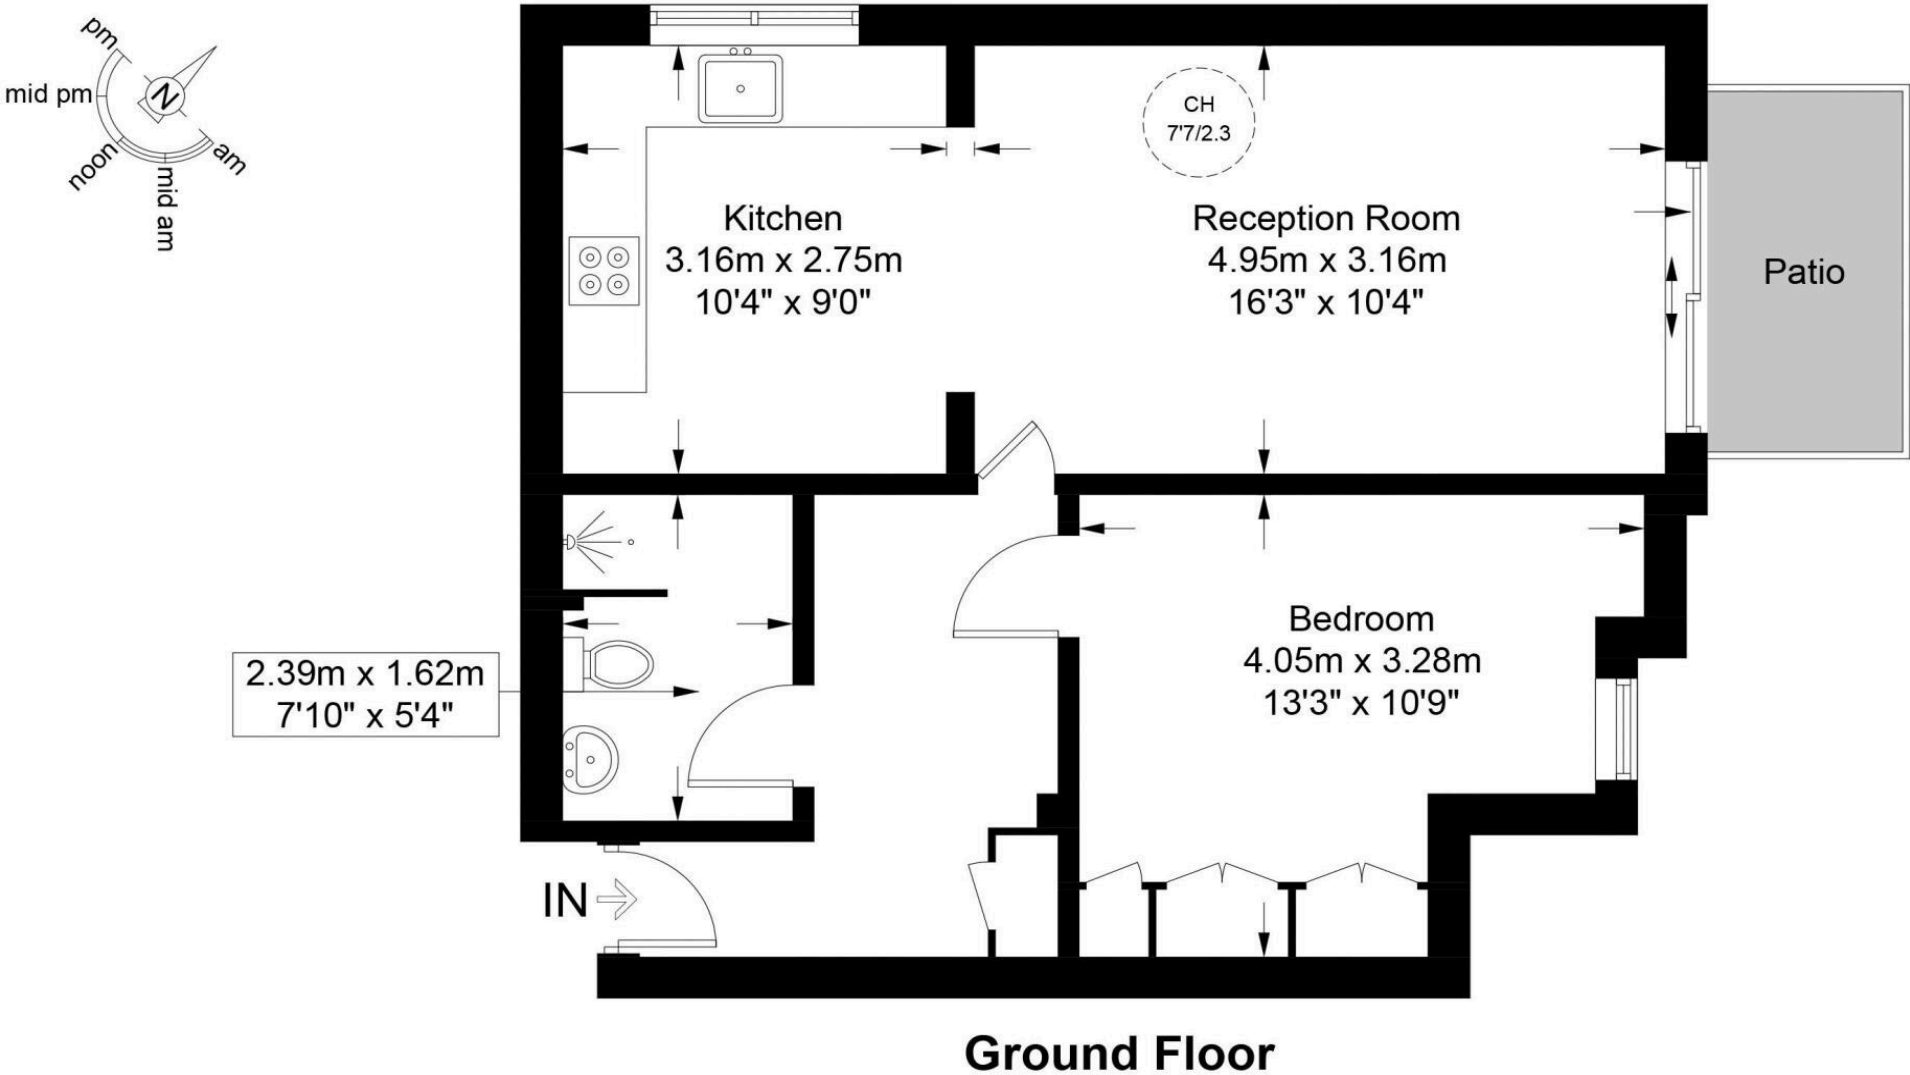 pm
mid pm
N
am
noon
mid am
CH
7'7/2.3
Kitchen
3.16m x 2.75m
10'4" x 9'0"
Reception Room
4.95m x 3.16m
16'3" x 10'4"
Patio
Bedroom
4.05m x 3.28m
13'3" x 10'9"
2.39m x 1.62m
7'10" x 5'4"
IN
Ground Floor